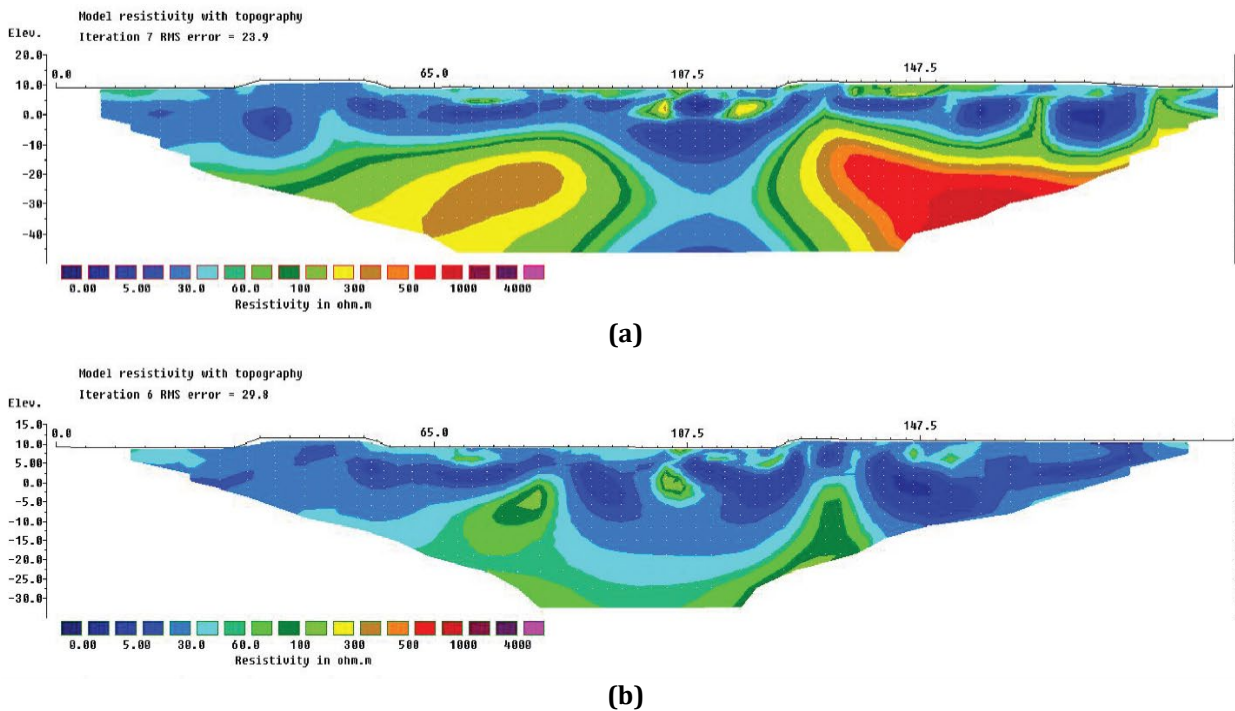 Model resistivity with topography
Iteration 7 RMS error = 23.9
Elev.
20.0
10.0
0.0
-10
-20
-30
-40
0.0 65.0 107.5 147.5
0.00 5.00 30.0 60.0 100 300 500 1000 4000
Resistivity in ohm.m
(a)
Model resistivity with topography
Iteration 6 RMS error = 29.8
Elev.
15.0
10.0
5.00
0.0
-5.0
-10.0
-15.0
-20.0
-25.0
-30.0
0.0 65.0 107.5 147.5
0.00 5.00 30.0 60.0 100 300 500 1000 4000
Resistivity in ohm.m
(b)